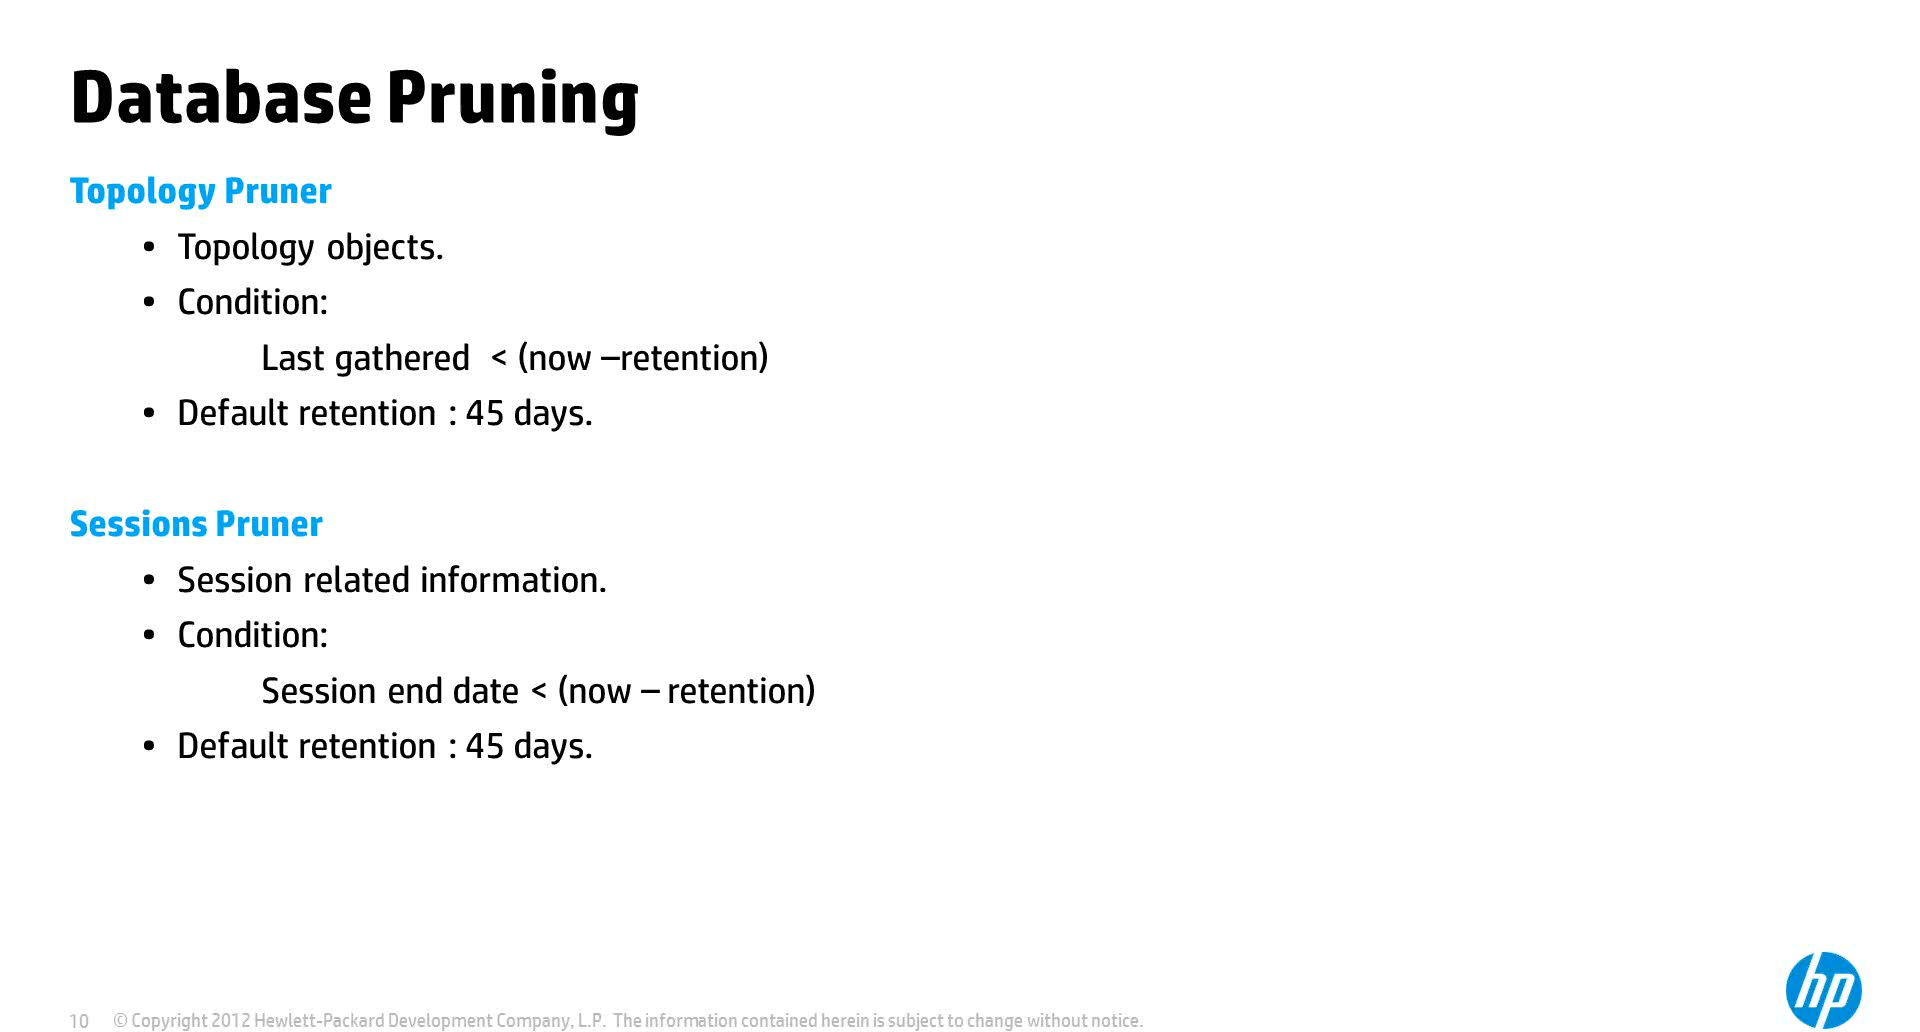 Database Pruning
Topology Pruner
• Topology objects.
• Condition:
Last gathered < (now –retention)
• Default retention : 45 days.
Sessions Pruner
• Session related information.
• Condition:
Session end date < (now – retention)
• Default retention : 45 days.
hp
10 © Copyright 2012 Hewlett-Packard Development Company, L.P. The information contained herein is subject to change without notice.